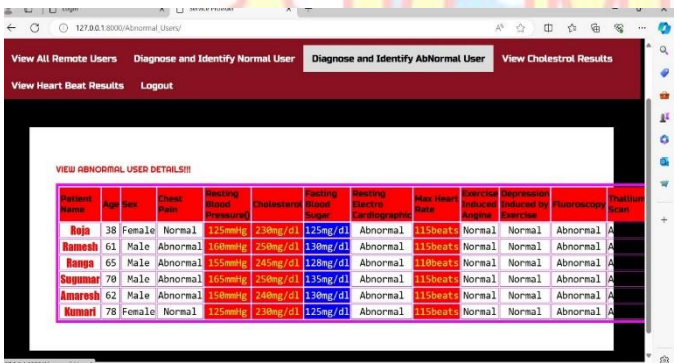 Login
Service Provider
127.0.0.1:8000/Abnormal_Users/
View All Remote Users Diagnose and Identify Normal User Diagnose and Identify AbNormal User View Cholestrol Results
View Heart Beat Results Logout
VIEW ABNORMAL USER DETAILS!!!
Patient Name Age Sex Chest Pain Resting Blood Pressure() Cholesterol Fasting Blood Sugar Resting Electro Cardiographic Max Heart Rate Exercise Induced Angina Depression Induced by Exercise Fluoroscopy Thallium Scan
Roja 38 Female Normal 125mmHg 230mg/dl 125mg/dl Abnormal 115beats Normal Normal Abnormal A
Ramesh 61 Male Abnormal 160mmHg 250mg/dl 130mg/dl Abnormal 115beats Normal Normal Abnormal A
Ranga 65 Male Abnormal 155mmHg 245mg/dl 128mg/dl Abnormal 110beats Normal Normal Abnormal A
Sugumar 70 Male Abnormal 165mmHg 250mg/dl 135mg/dl Abnormal 115beats Normal Normal Abnormal A
Amaresh 62 Male Abnormal 150mmHg 240mg/dl 130mg/dl Abnormal 115beats Normal Normal Abnormal A
Kumari 78 Female Normal 125mmHg 230mg/dl 125mg/dl Abnormal 115beats Normal Normal Abnormal A